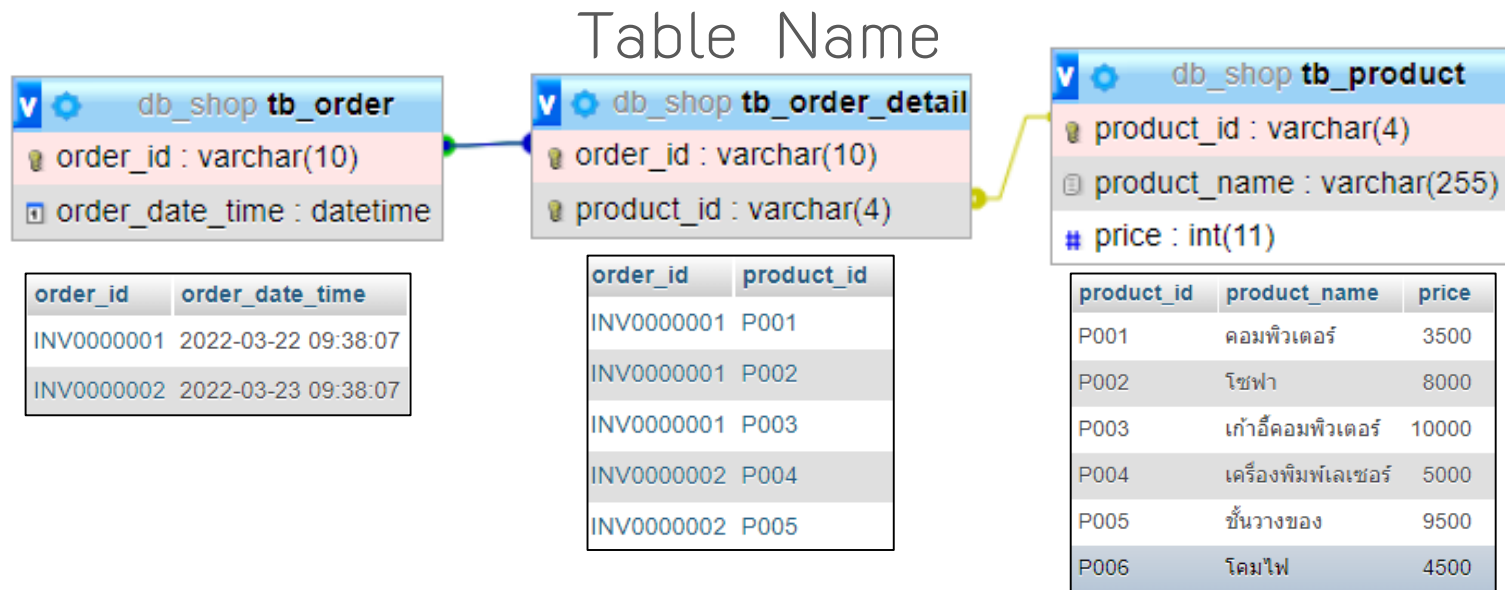 Table Name
db_shop tb_order
order_id : varchar(10)
order_date_time : datetime
db_shop tb_order_detail
order_id : varchar(10)
product_id : varchar(4)
db_shop tb_product
product_id : varchar(4)
product_name : varchar(255)
price : int(11)
order_id order_date_time
INV0000001 2022-03-22 09:38:07
INV0000002 2022-03-23 09:38:07
order_id product_id
INV0000001 P001
INV0000001 P002
INV0000001 P003
INV0000002 P004
INV0000002 P005
product_id product_name price
P001 คอมพิวเตอร์ 3500
P002 โซฟา 8000
P003 เก้าอี้คอมพิวเตอร์ 10000
P004 เครื่องพิมพ์เลเซอร์ 5000
P005 ชั้นวางของ 9500
P006 โคมไฟ 4500